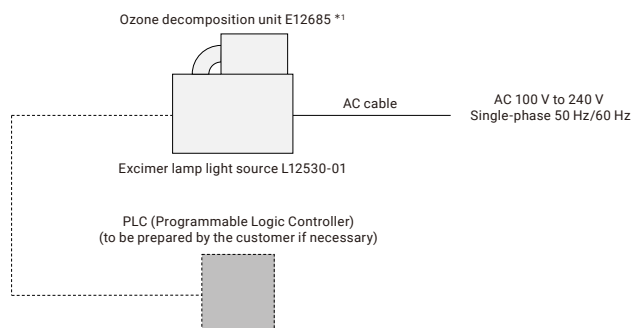 Ozone decomposition unit E12685 *1
AC cable
AC 100 V to 240 V
Single-phase 50 Hz/60 Hz
Excimer lamp light source L12530-01
PLC (Programmable Logic Controller)
(to be prepared by the customer if necessary)